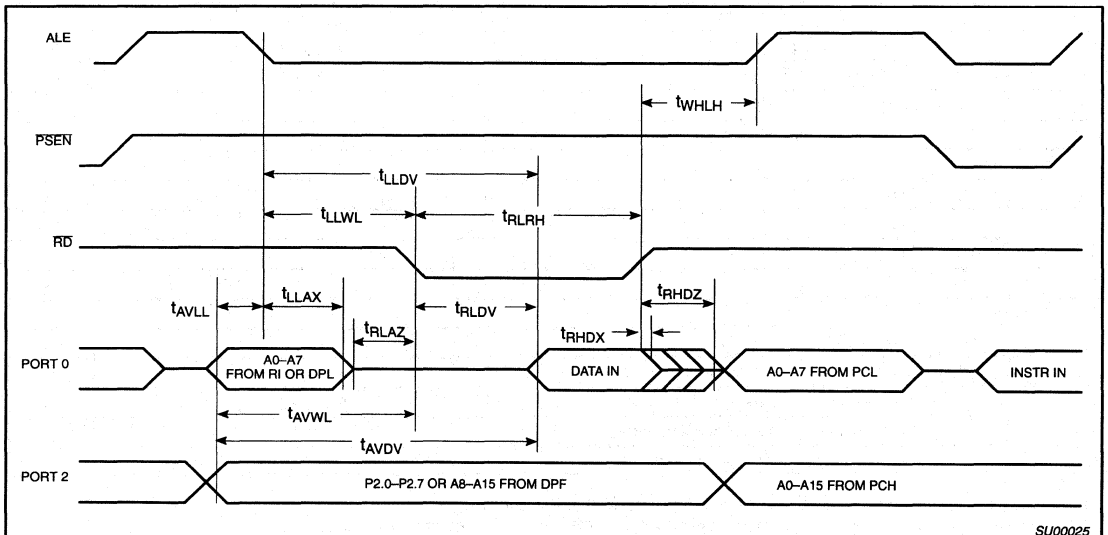 ALE
tWHLH
PSEN
tLLDV
tLLWL
tRLRH
RD
tAVLL
tLLAX
tRLDV
tRHDZ
tRLAZ
tRHDX
PORT 0
A0–A7
FROM RI OR DPL
DATA IN
A0–A7 FROM PCL
INSTR IN
tAVWL
tAVDV
PORT 2
P2.0–P2.7 OR A8–A15 FROM DPF
A0–A15 FROM PCH
SU00025